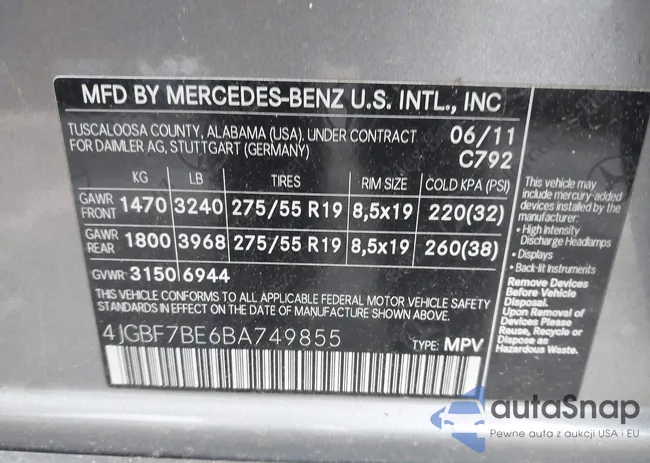 MFD BY MERCEDES-BENZ U.S. INTL., INC
TUSCALOOSA COUNTY, ALABAMA (USA). UNDER CONTRACT
FOR DAIMLER AG, STUTTGART (GERMANY)
06/11
C792
KG LB TIRES RIM SIZE COLD KPA (PSI)
GAWR FRONT 1470 3240 275/55 R19 8,5x19 220(32)
GAWR REAR 1800 3968 275/55 R19 8,5x19 260(38)
GVWR 3150 6944
THIS VEHICLE CONFORMS TO ALL APPLICABLE FEDERAL MOTOR VEHICLE SAFETY
STANDARDS IN EFFECT ON THE DATE OF MANUFACTURE SHOWN ABOVE.
4JGBF7BE6BA749855
TYPE: MPV
This vehicle may
include mercury-added
devices installed by the
manufacturer:
• High Intensity
Discharge Headlamps
• Displays
• Back-lit Instruments
Remove Devices
Before Vehicle
Disposal.
Upon Removal
of Devices Please
Reuse, Recycle or
Dispose as
Hazardous Waste.
autoSnap
Pewne auta z aukcji USA i EU